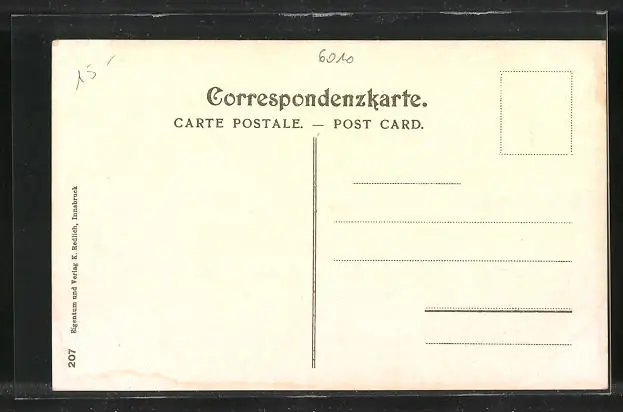 6010
15
Correspondenzkarte.
CARTE POSTALE. — POST CARD.
207 Eigentum und Verlag K. Redlich, Innsbruck